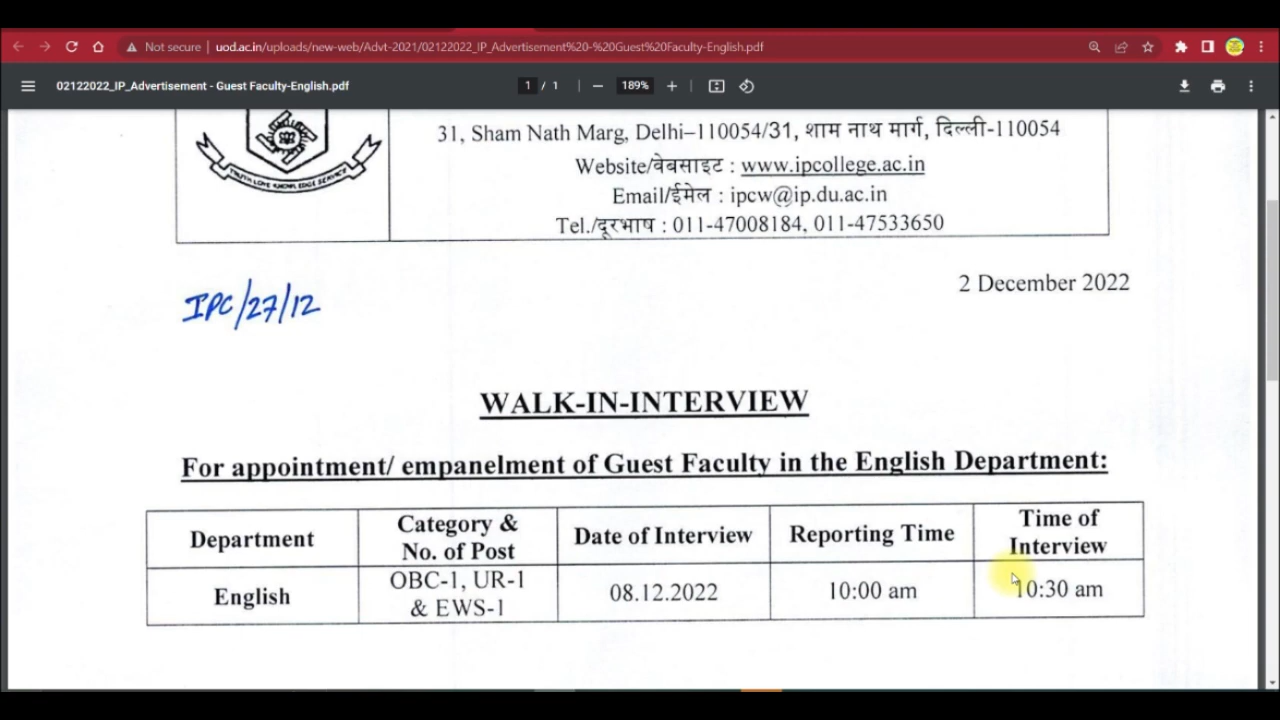 Not secure | uod.ac.in/uploads/new-web/Advt-2021/02122022_IP_Advertisement%20-%20Guest%20Faculty-English.pdf
02122022_IP_Advertisement - Guest Faculty-English.pdf
1 / 1
189%
31, Sham Nath Marg, Delhi–110054/31, शाम नाथ मार्ग, दिल्ली-110054
Website/वेबसाइट : www.ipcollege.ac.in
Email/ईमेल : ipcw@ip.du.ac.in
Tel./दूरभाष : 011-47008184, 011-47533650
TRUTH LOVE KNOWLEDGE SERVICE
2 December 2022
IPC/27/12
WALK-IN-INTERVIEW
For appointment/ empanelment of Guest Faculty in the English Department:
Department
Category &
No. of Post
Date of Interview
Reporting Time
Time of
Interview
English
OBC-1, UR-1
& EWS-1
08.12.2022
10:00 am
10:30 am